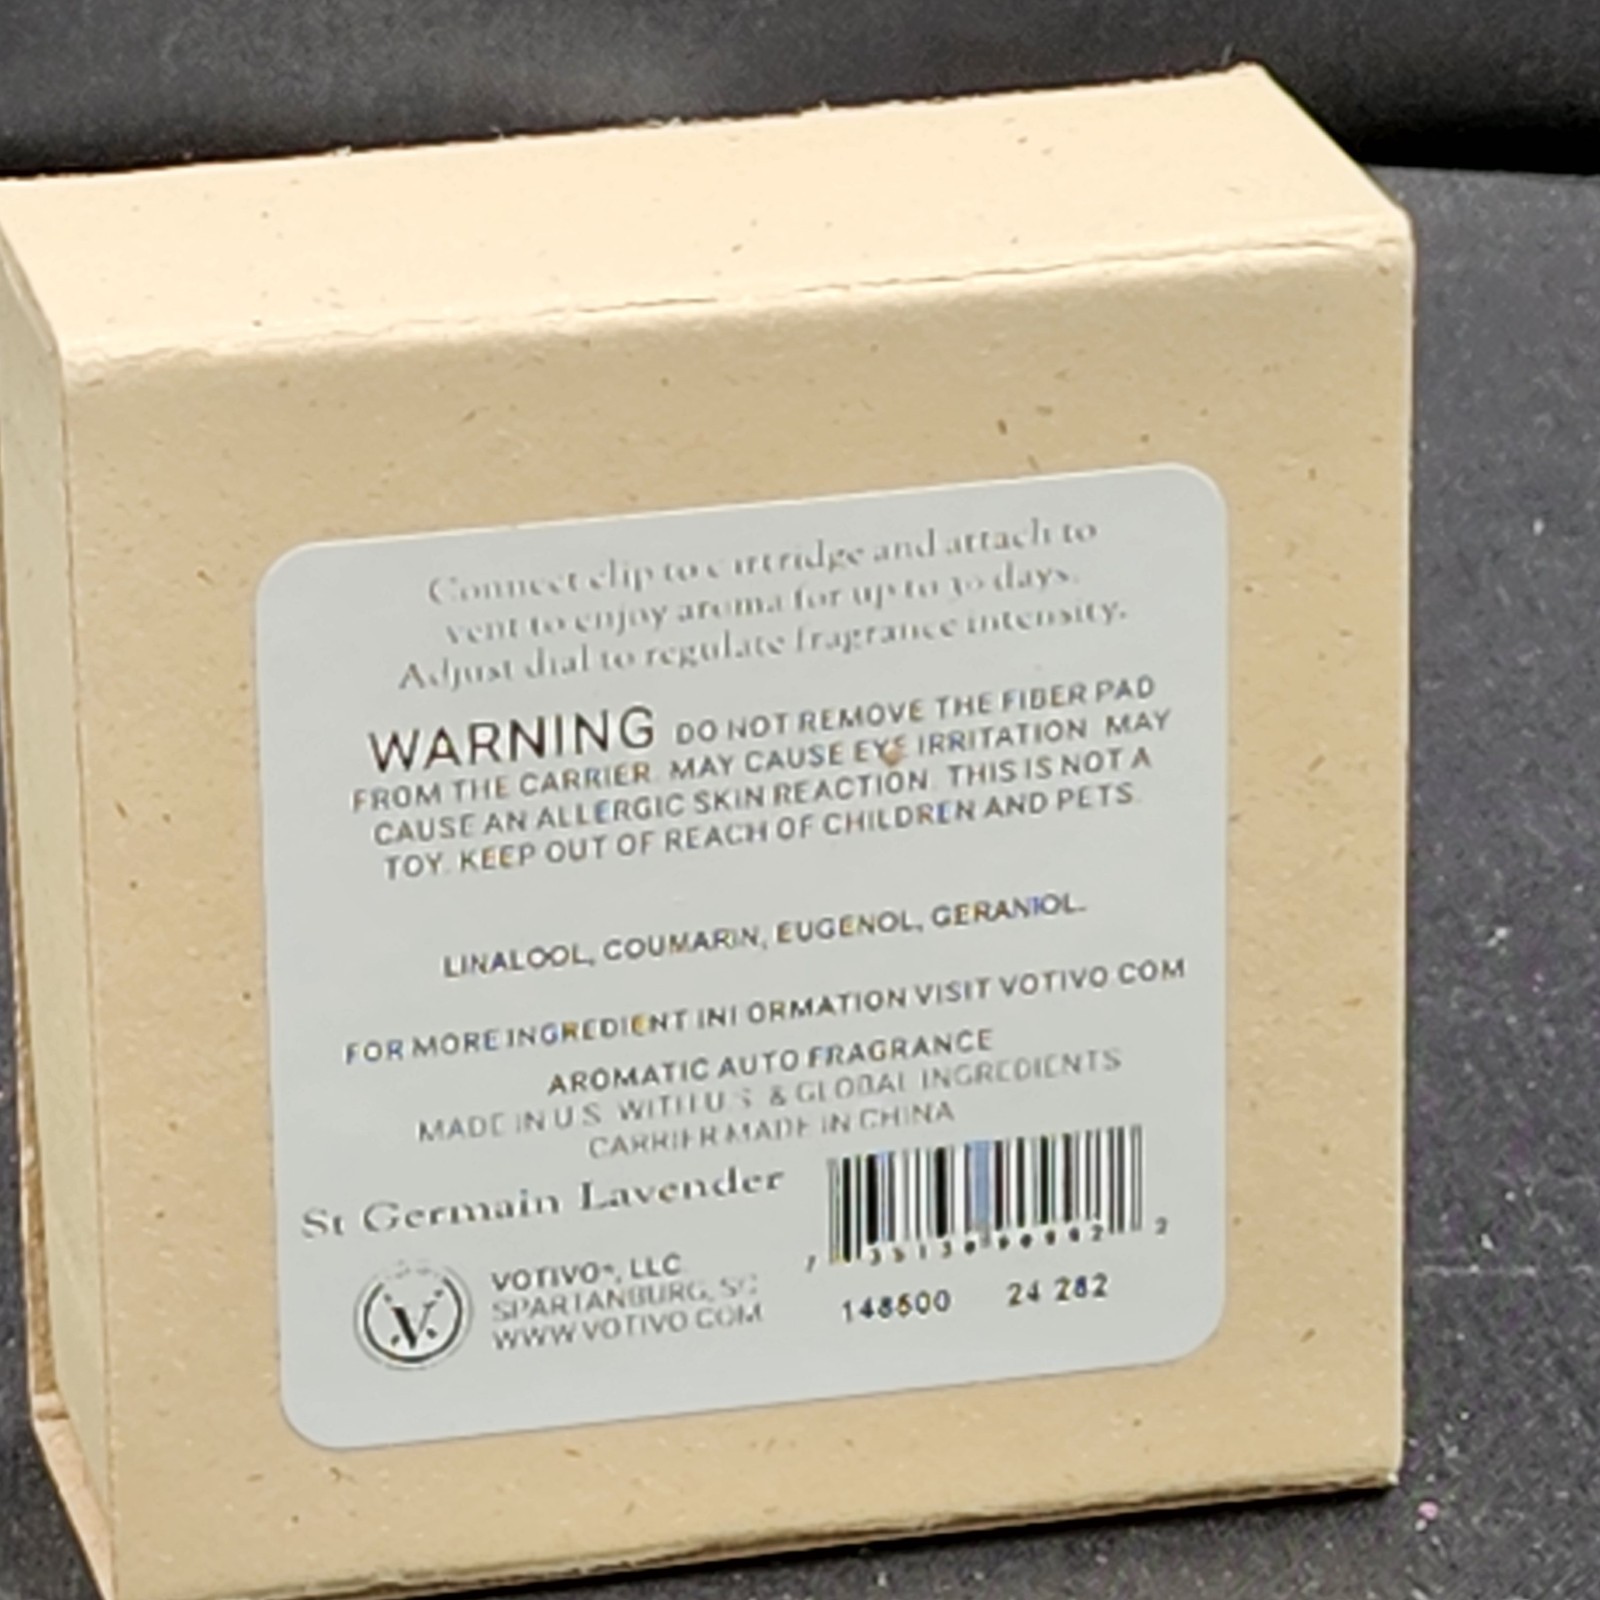 Connect clip to cartridge and attach to
vent to enjoy aroma for up to 30 days.
Adjust dial to regulate fragrance intensity.
WARNING DO NOT REMOVE THE FIBER PAD
FROM THE CARRIER. MAY CAUSE EYE IRRITATION. MAY
CAUSE AN ALLERGIC SKIN REACTION. THIS IS NOT A
TOY. KEEP OUT OF REACH OF CHILDREN AND PETS.
LINALOOL, COUMARIN, EUGENOL, GERANIOL.
FOR MORE INGREDIENT INFORMATION VISIT VOTIVO.COM
AROMATIC AUTO FRAGRANCE
MADE IN U.S. WITH U.S. & GLOBAL INGREDIENTS
CARRIER MADE IN CHINA
St Germain Lavender
V
VOTIVO®, LLC
SPARTANBURG, SC
WWW.VOTIVO.COM
24 282